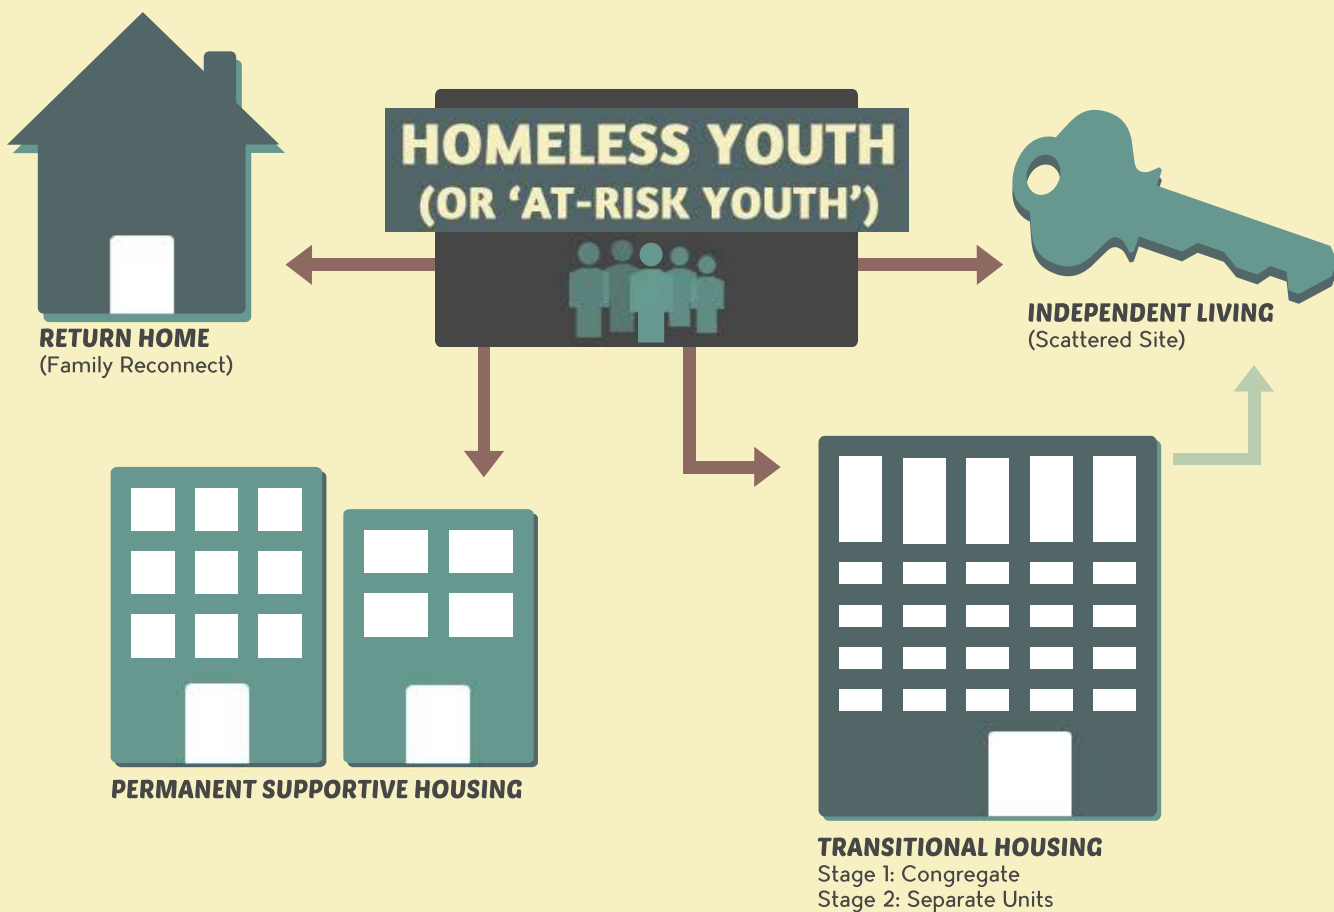 HOMELESS YOUTH
(OR ‘AT-RISK YOUTH’)
RETURN HOME
(Family Reconnect)
INDEPENDENT LIVING
(Scattered Site)
PERMANENT SUPPORTIVE HOUSING
TRANSITIONAL HOUSING
Stage 1: Congregate
Stage 2: Separate Units